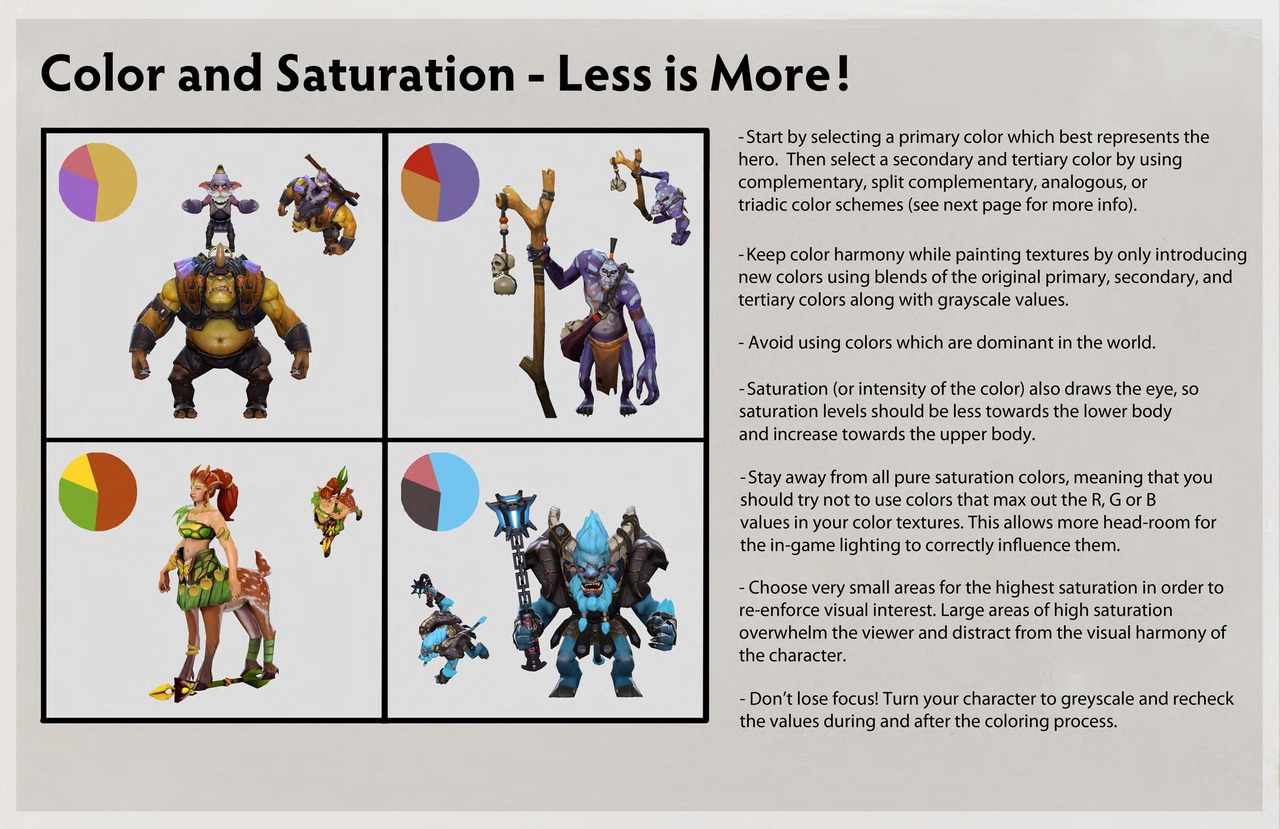 Color and Saturation - Less is More!
- Start by selecting a primary color which best represents the
hero.  Then select a secondary and tertiary color by using
complementary, split complementary, analogous, or
triadic color schemes (see next page for more info).
- Keep color harmony while painting textures by only introducing
new colors using blends of the original primary, secondary, and
tertiary colors along with grayscale values.
- Avoid using colors which are dominant in the world.
- Saturation (or intensity of the color) also draws the eye, so
saturation levels should be less towards the lower body
and increase towards the upper body.
- Stay away from all pure saturation colors, meaning that you
should try not to use colors that max out the R, G or B
values in your color textures. This allows more head-room for
the in-game lighting to correctly influence them.
- Choose very small areas for the highest saturation in order to
re-enforce visual interest. Large areas of high saturation
overwhelm the viewer and distract from the visual harmony of
the character.
- Don't lose focus! Turn your character to greyscale and recheck
the values during and after the coloring process.